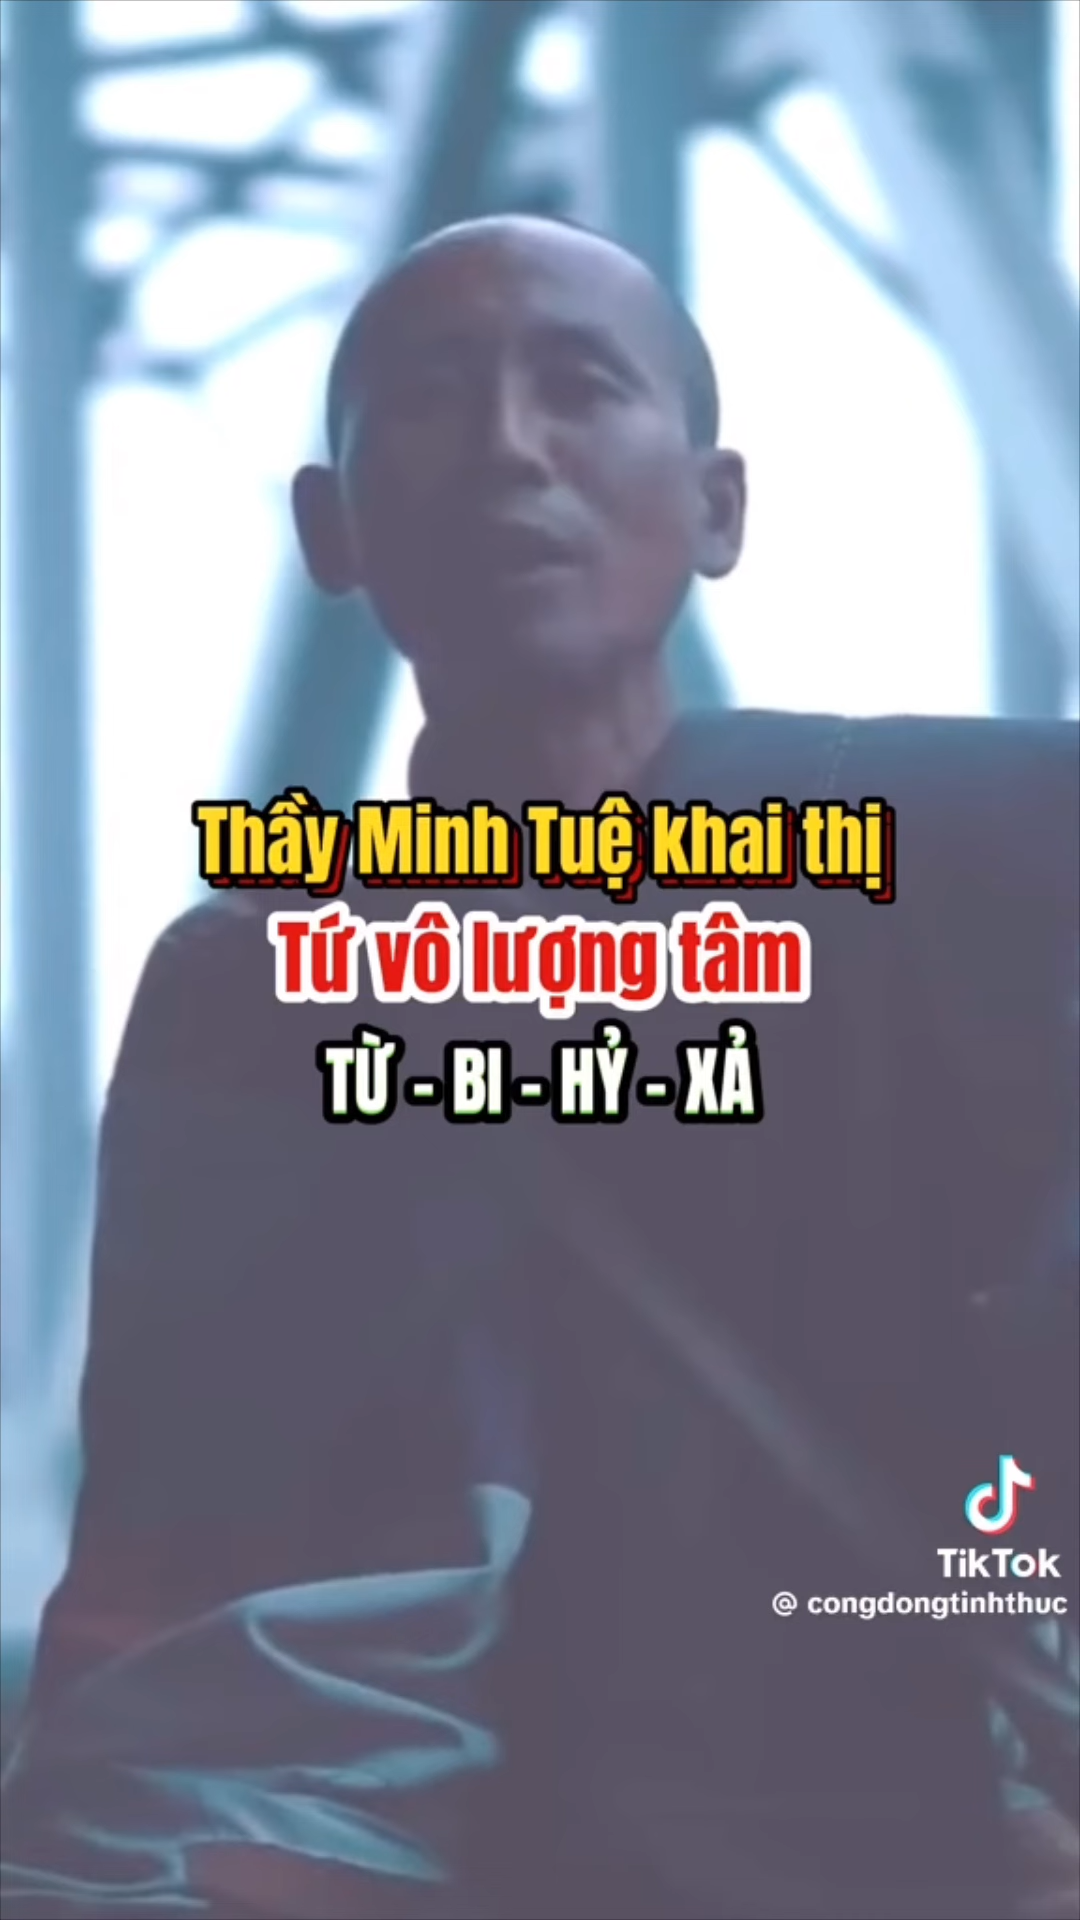 Thầy Minh Tuệ khai thị
Tứ vô lượng tâm
TỪ - BI - HỶ - XẢ
TikTok
@ congdongtinhthuc